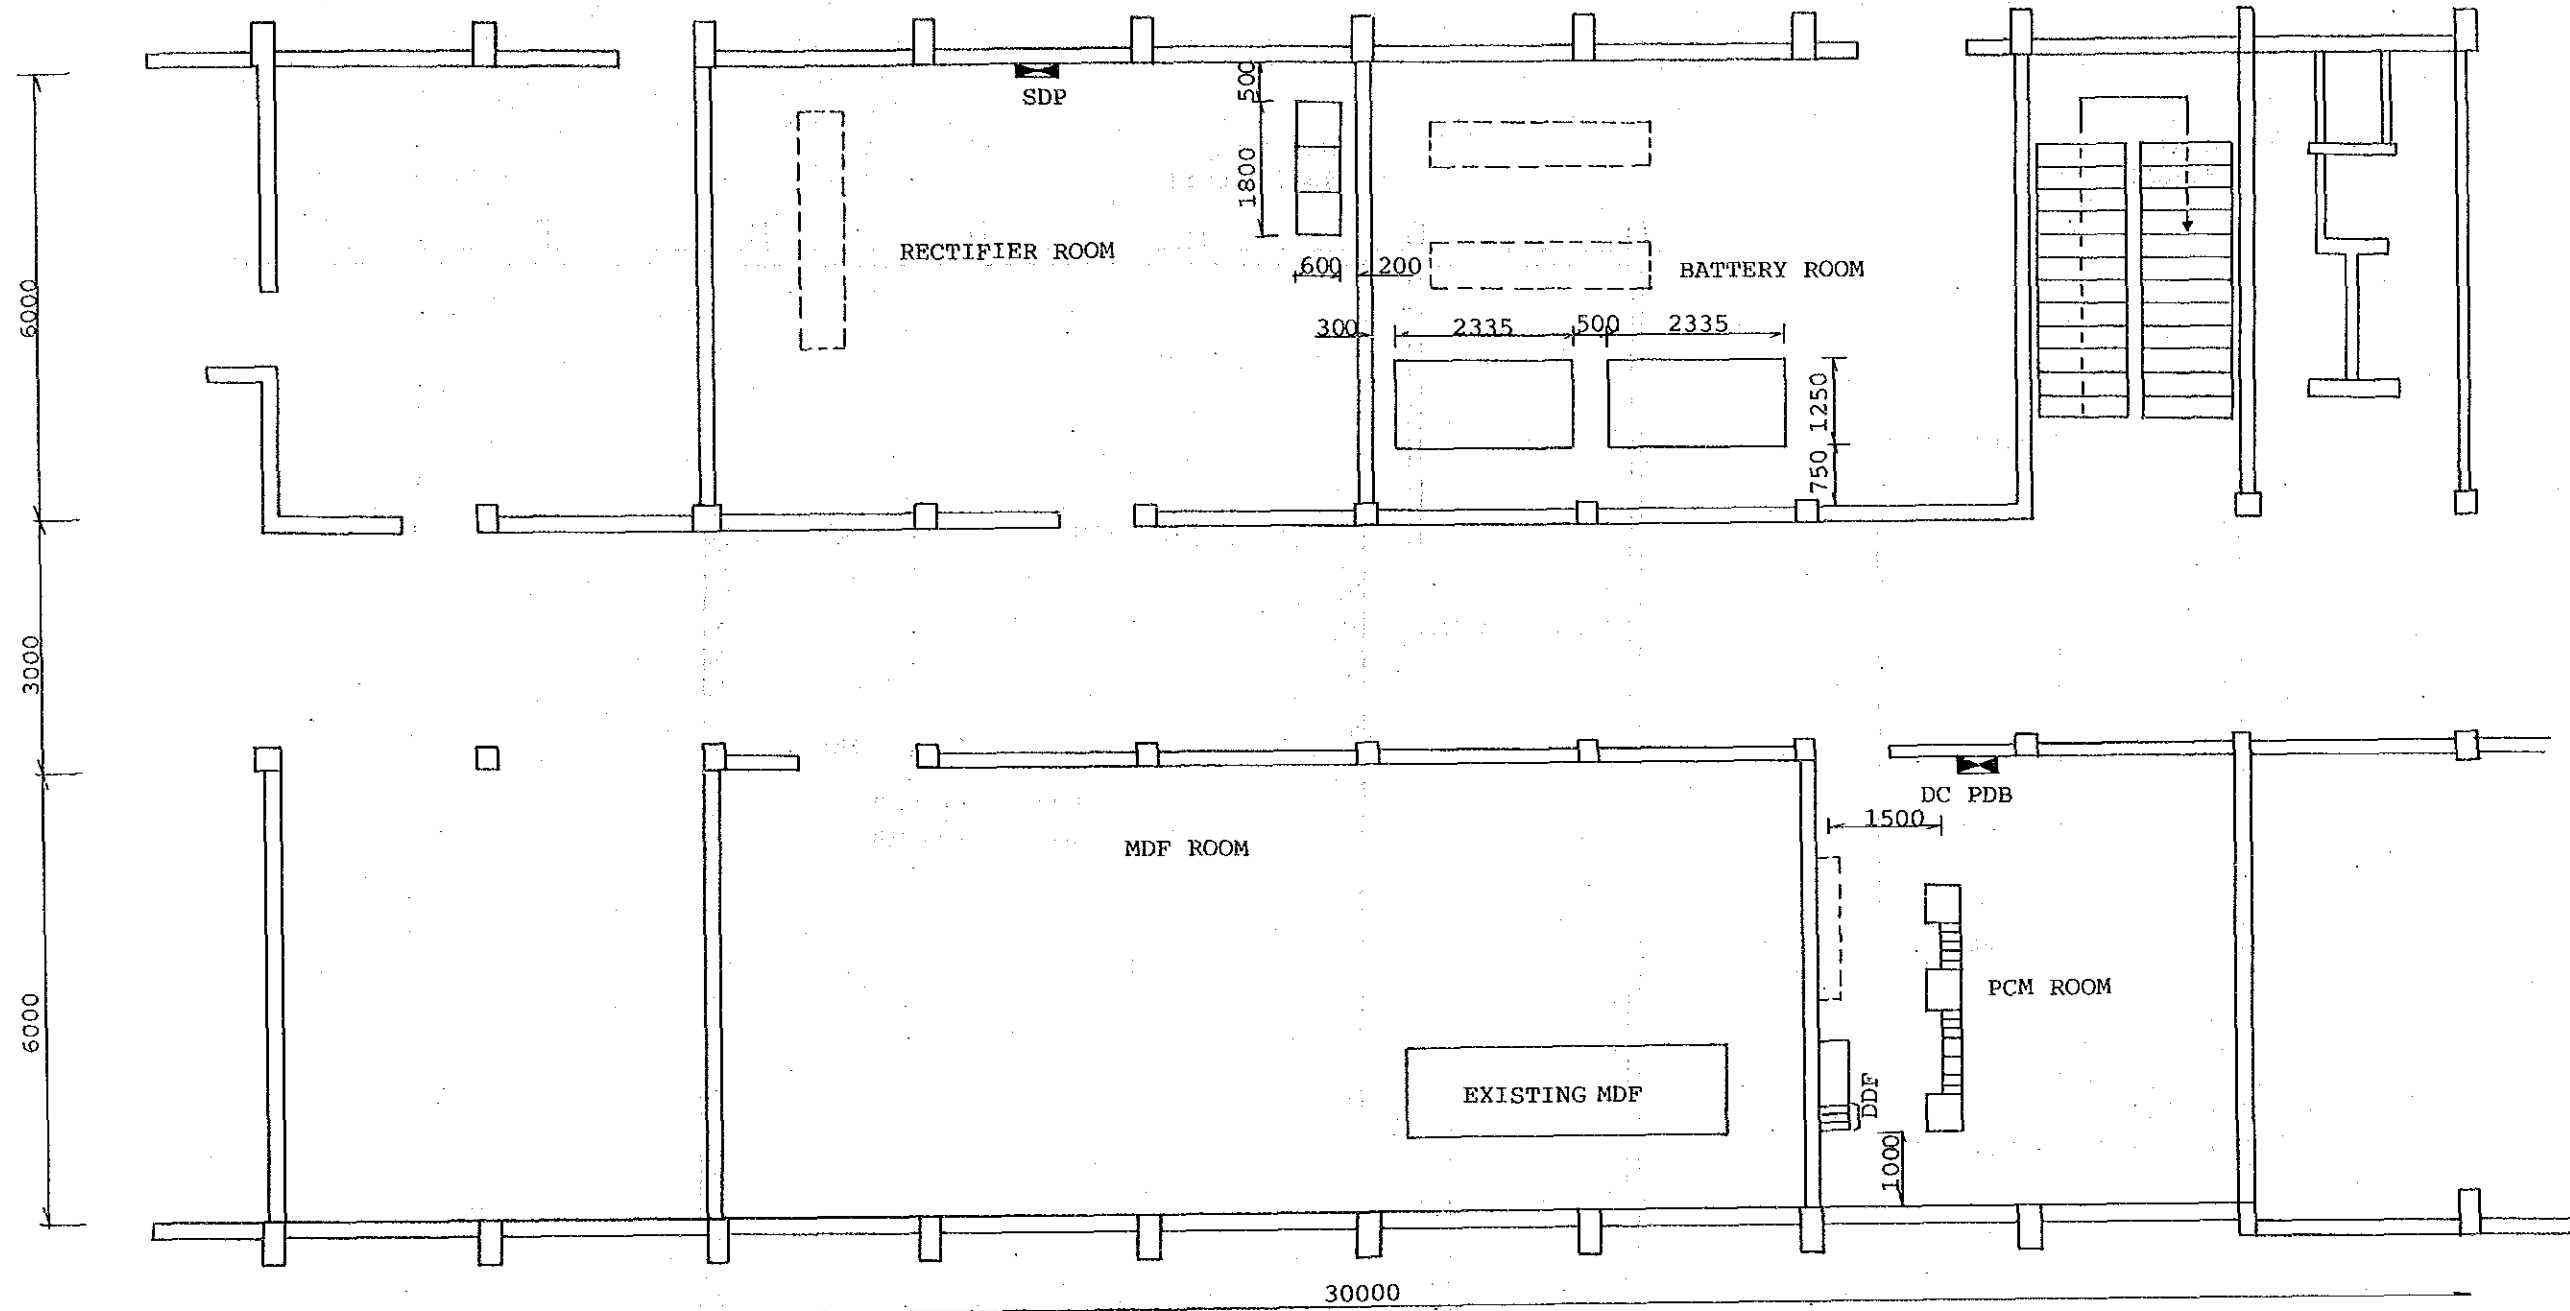 SDP
500
1800
RECTIFIER ROOM
600
200
BATTERY ROOM
6000
300
2335
500
2335
1250
750
3000
DC PDB
1500
MDF ROOM
PCM ROOM
6000
EXISTING MDF
DDF
1000
30000